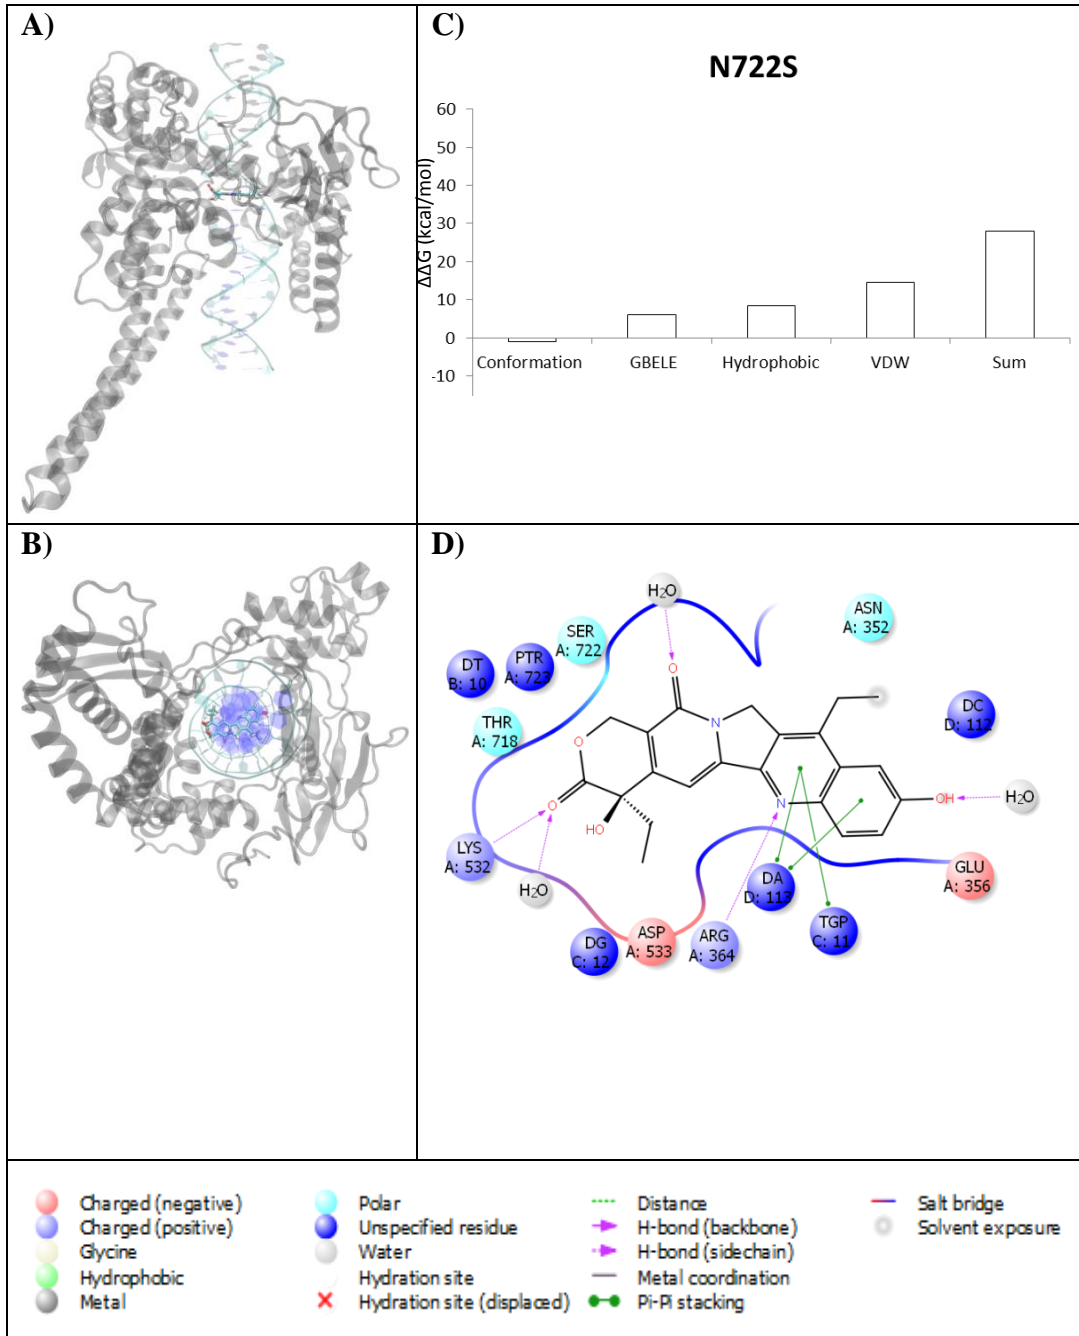 A)
C)
N722S
ΔΔG (kcal/mol)
60
50
40
30
20
10
0
-10
Conformation GBELE Hydrophobic VDW Sum
B)
D)
H₂O
ASN
A: 352
SER
A: 722
PTR
A: 723
DT
B: 10
THR
A: 718
O
O
N
O
O
HO
N
OH
H₂O
DC
D: 112
LYS
A: 532
H₂O
GLU
A: 356
DA
D: 113
TGP
C: 11
ARG
A: 364
ASP
A: 533
DG
C: 12
Charged (negative)
Charged (positive)
Glycine
Hydrophobic
Metal
Polar
Unspecified residue
Water
Hydration site
Hydration site (displaced)
Distance
H-bond (backbone)
H-bond (sidechain)
Metal coordination
Pi-Pi stacking
Salt bridge
Solvent exposure